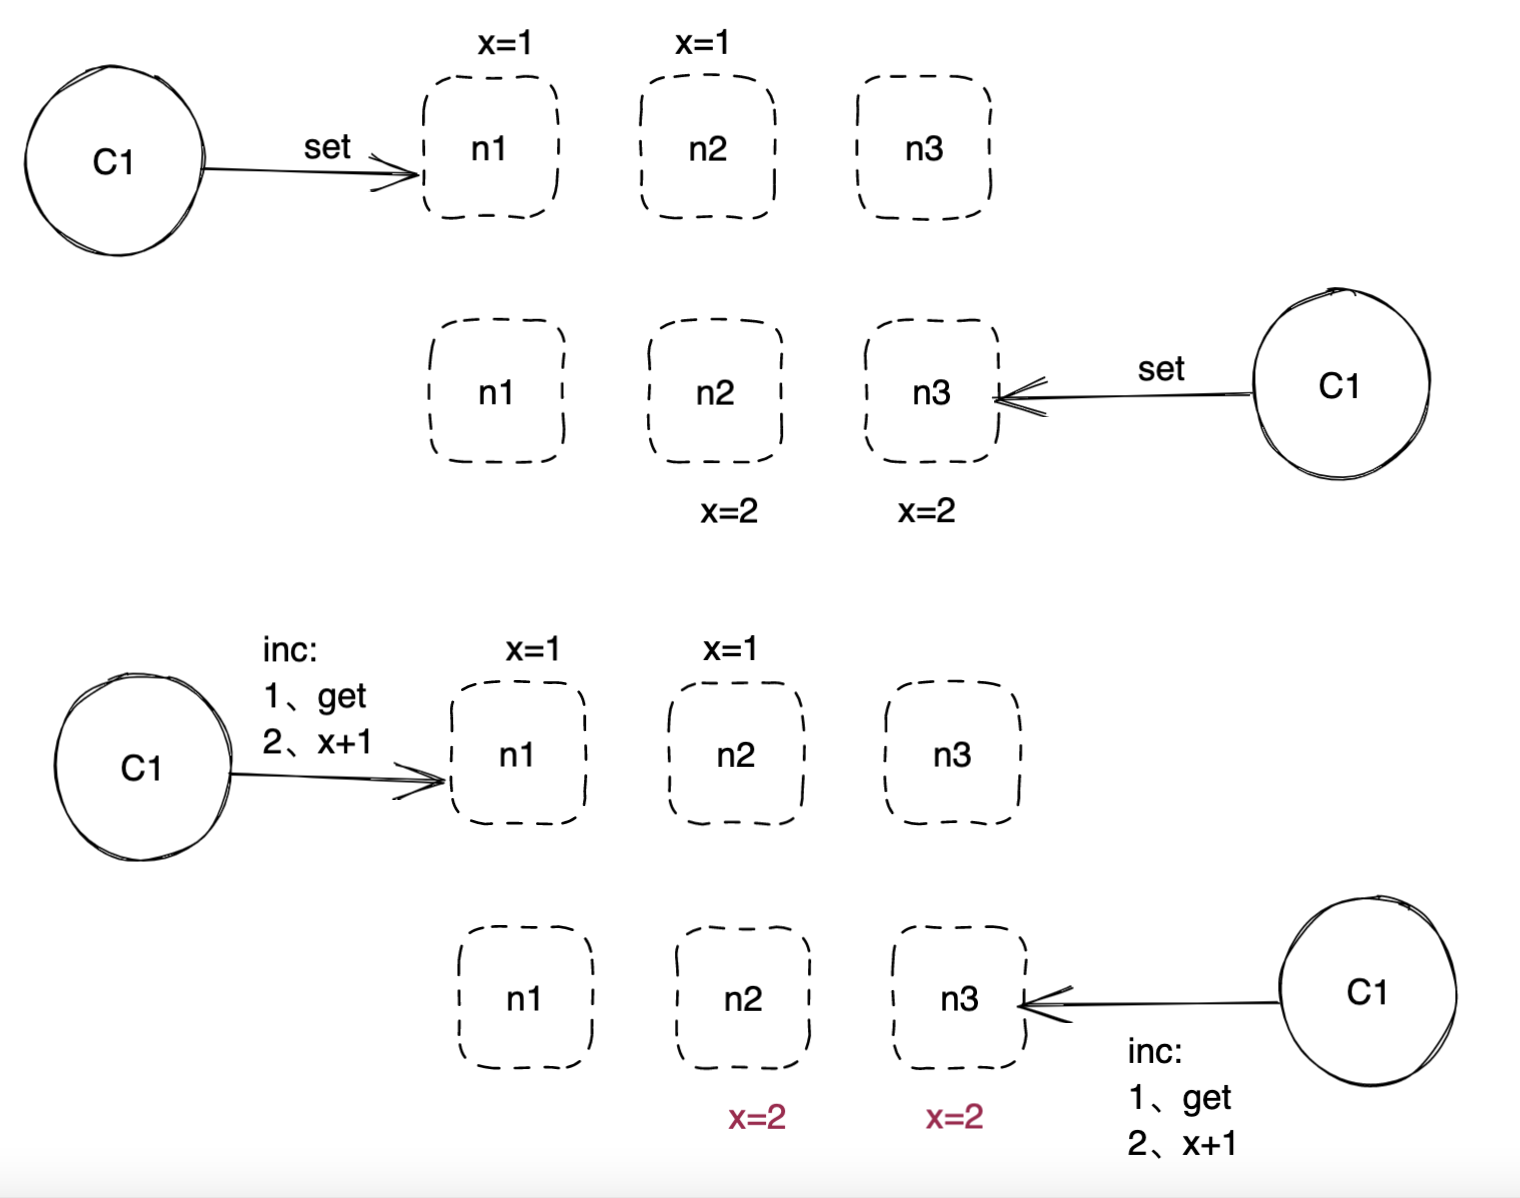 x=1 x=1
C1
set
n1 n2 n3
n1 n2 n3
set
C1
x=2 x=2
inc:
1、get
2、x+1
x=1 x=1
C1
n1 n2 n3
n1 n2 n3
C1
inc:
1、get
2、x+1
x=2 x=2